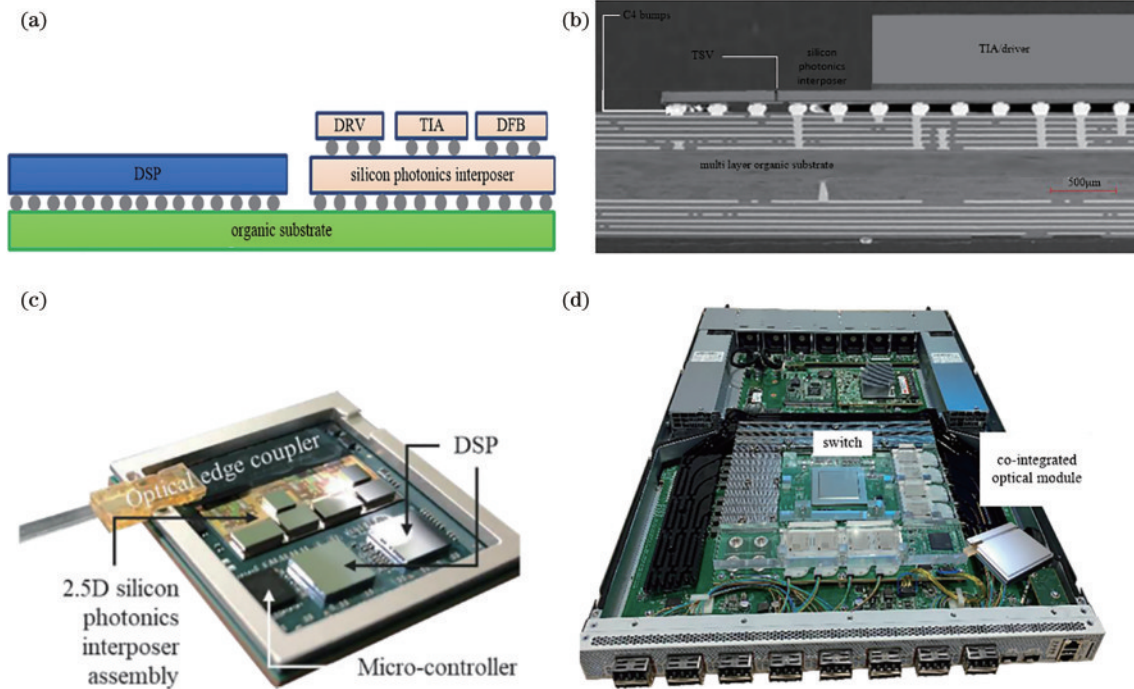 (a)
DRV
TIA
DFB
DSP
silicon photonics interposer
organic substrate
(b)
C4 bumps
TSV
silicon
photonics
interposer
TIA/driver
multi layer organic substrate
500μm
(c)
Optical edge coupler
DSP
2.5D silicon
photonics
interposer
assembly
Micro-controller
(d)
switch
co-integrated
optical module